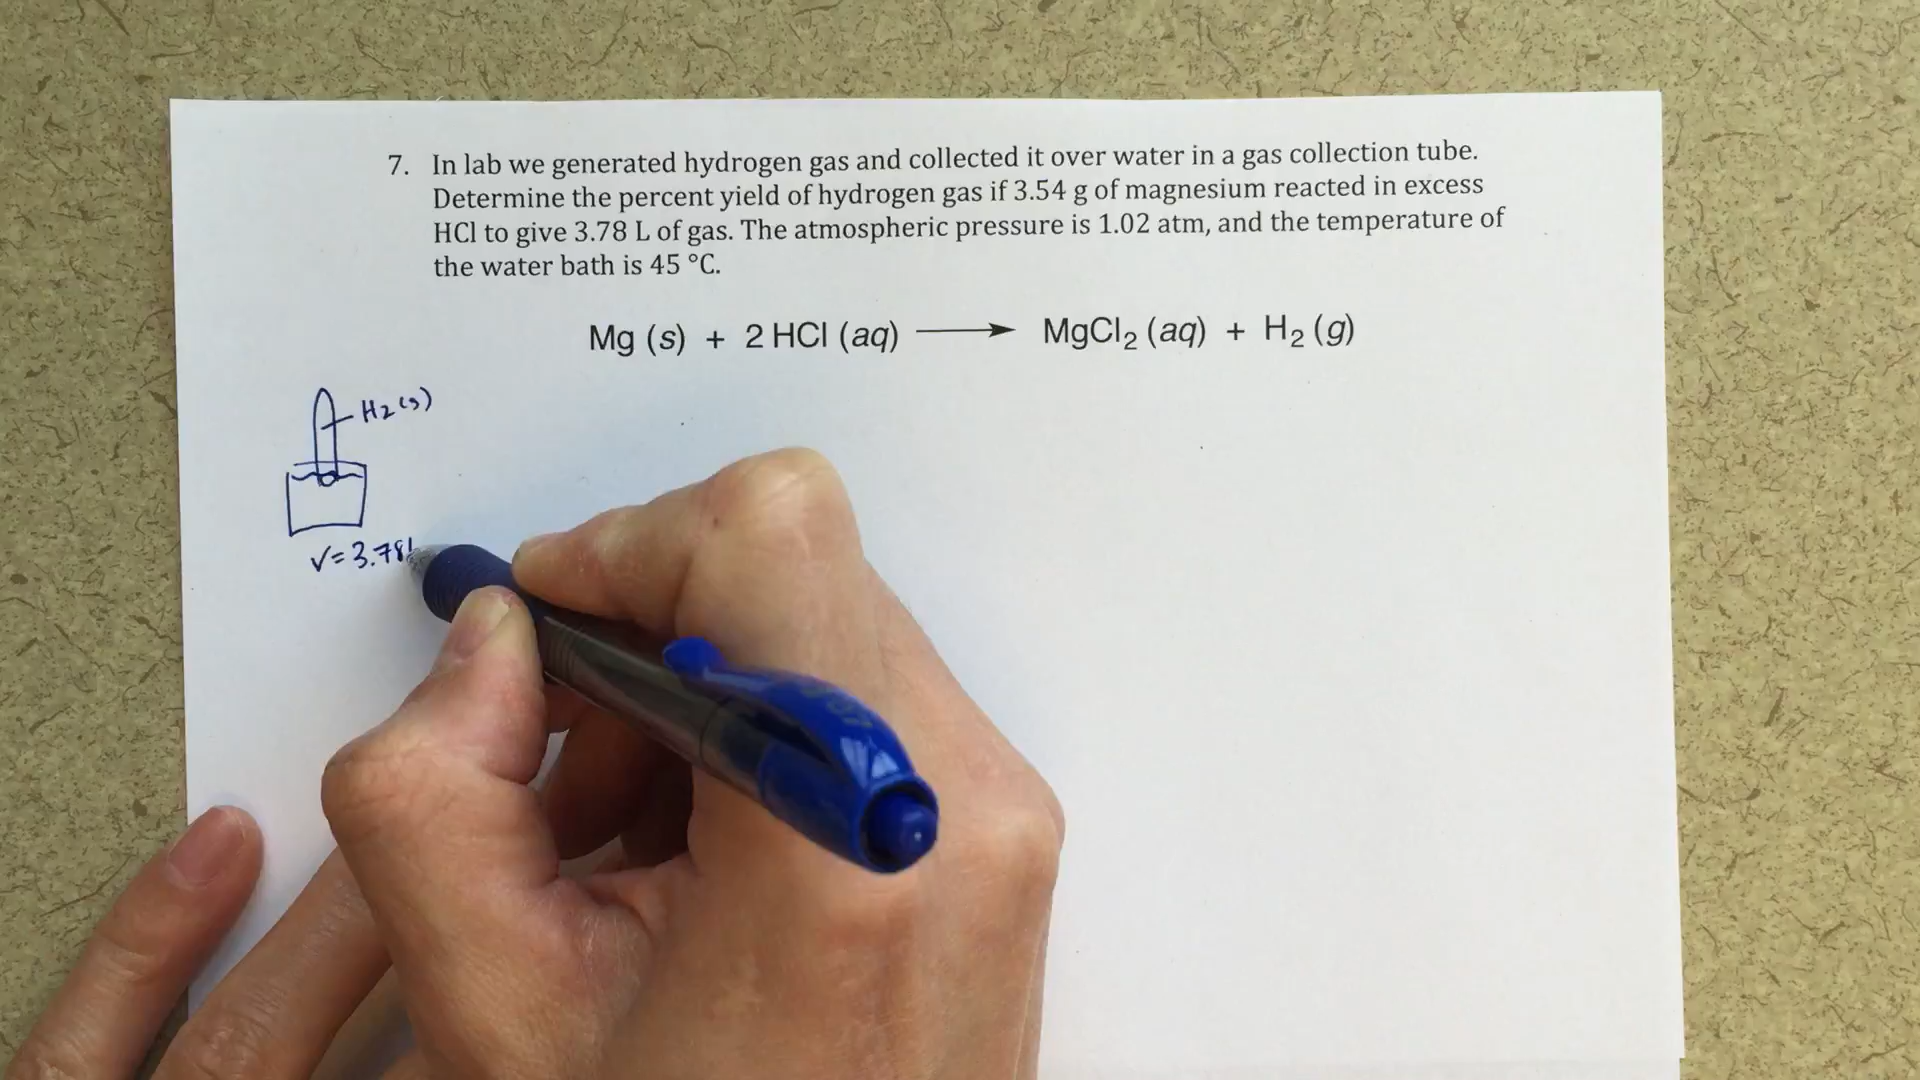 7. In lab we generated hydrogen gas and collected it over water in a gas collection tube.
Determine the percent yield of hydrogen gas if 3.54 g of magnesium reacted in excess
HCl to give 3.78 L of gas. The atmospheric pressure is 1.02 atm, and the temperature of
the water bath is 45 °C.
Mg (s) + 2 HCl (aq) ⟶ MgCl₂ (aq) + H₂ (g)
H₂ (g)
V = 3.78